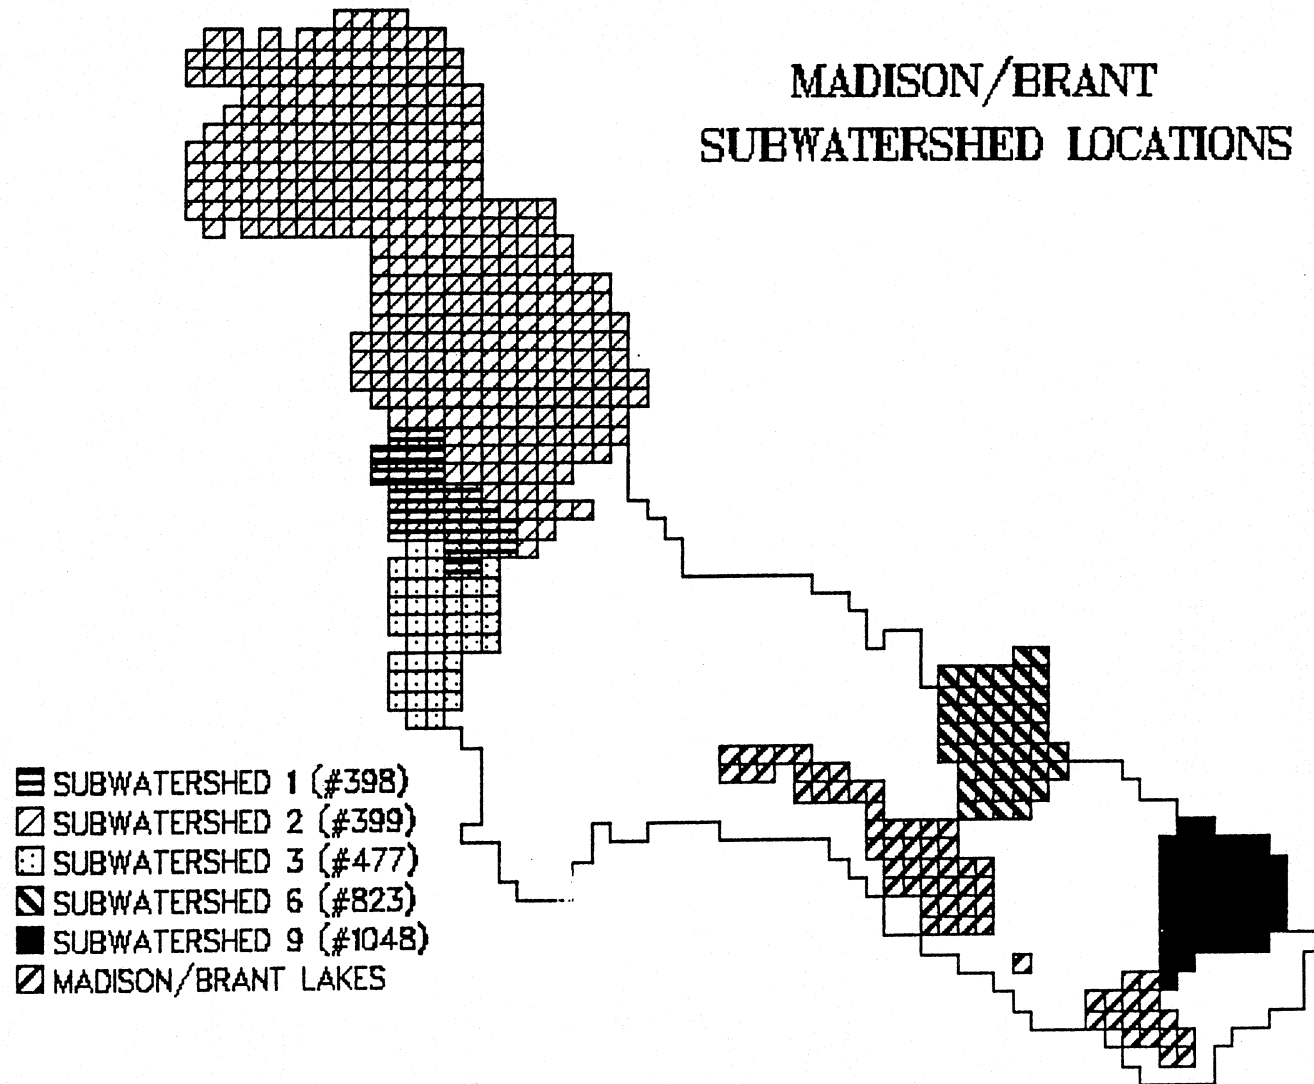 MADISON/BRANT
SUBWATERSHED LOCATIONS
SUBWATERSHED 1 (#398)
SUBWATERSHED 2 (#399)
SUBWATERSHED 3 (#477)
SUBWATERSHED 6 (#823)
SUBWATERSHED 9 (#1048)
MADISON/BRANT LAKES